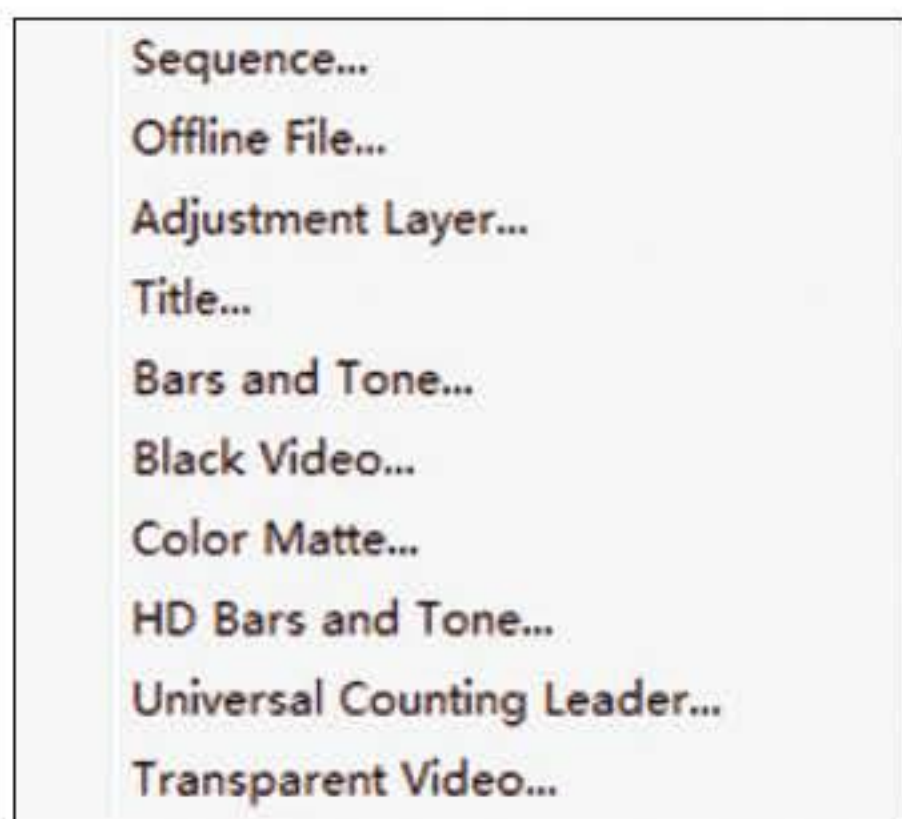 Sequence...
Offline File...
Adjustment Layer...
Title...
Bars and Tone...
Black Video...
Color Matte...
HD Bars and Tone...
Universal Counting Leader...
Transparent Video...